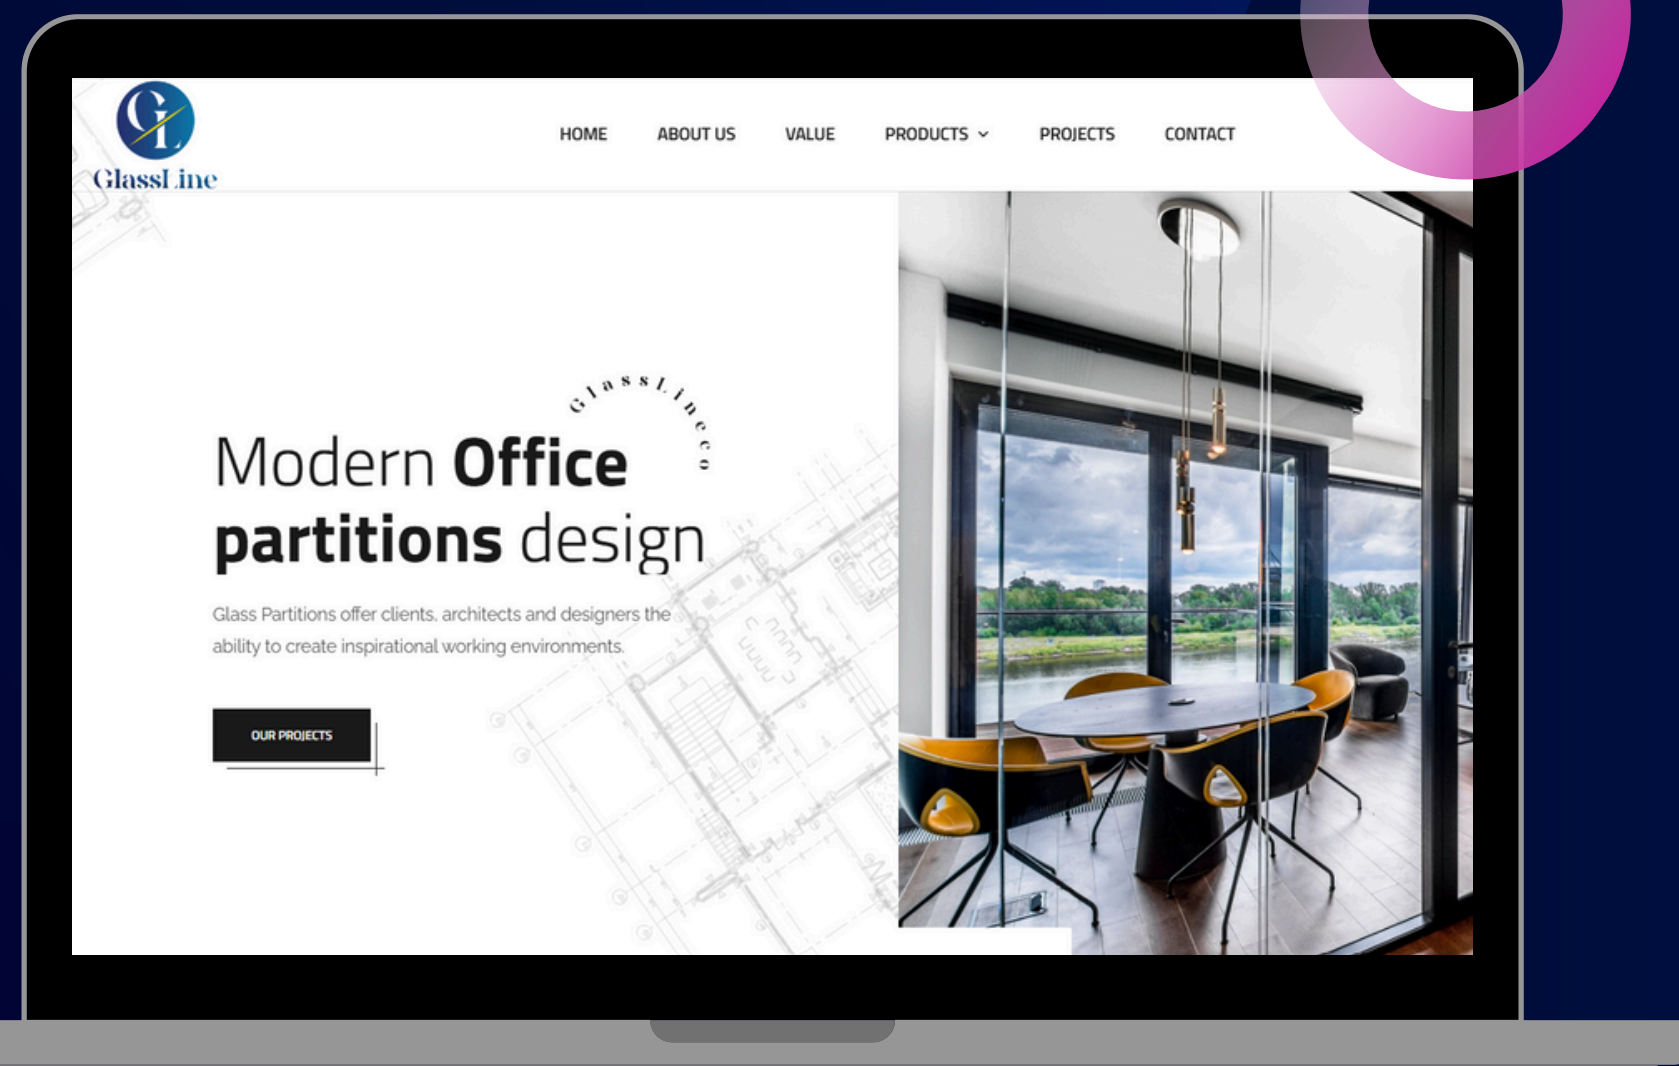 GL
GlassLine
HOME ABOUT US VALUE PRODUCTS PROJECTS CONTACT
GlassLineco
Modern Office
partitions design
Glass Partitions offer clients, architects and designers the
ability to create inspirational working environments.
OUR PROJECTS